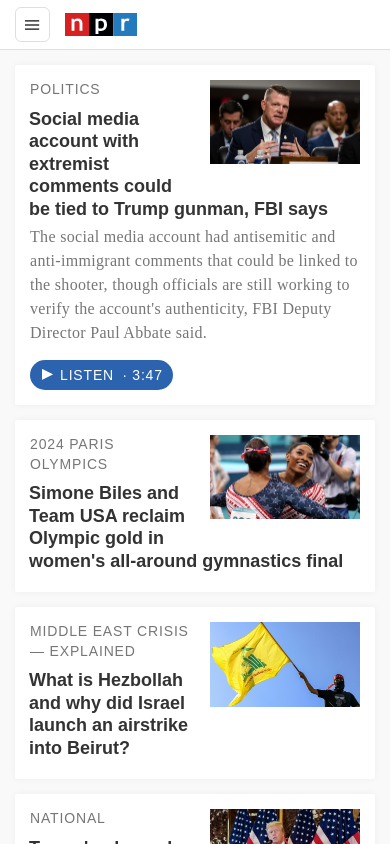 npr
POLITICS
Social media
account with
extremist
comments could
be tied to Trump gunman, FBI says
The social media account had antisemitic and
anti-immigrant comments that could be linked to
the shooter, though officials are still working to
verify the account's authenticity, FBI Deputy
Director Paul Abbate said.
LISTEN · 3:47
2024 PARIS
OLYMPICS
Simone Biles and
Team USA reclaim
Olympic gold in
women's all-around gymnastics final
MIDDLE EAST CRISIS
— EXPLAINED
What is Hezbollah
and why did Israel
launch an airstrike
into Beirut?
NATIONAL